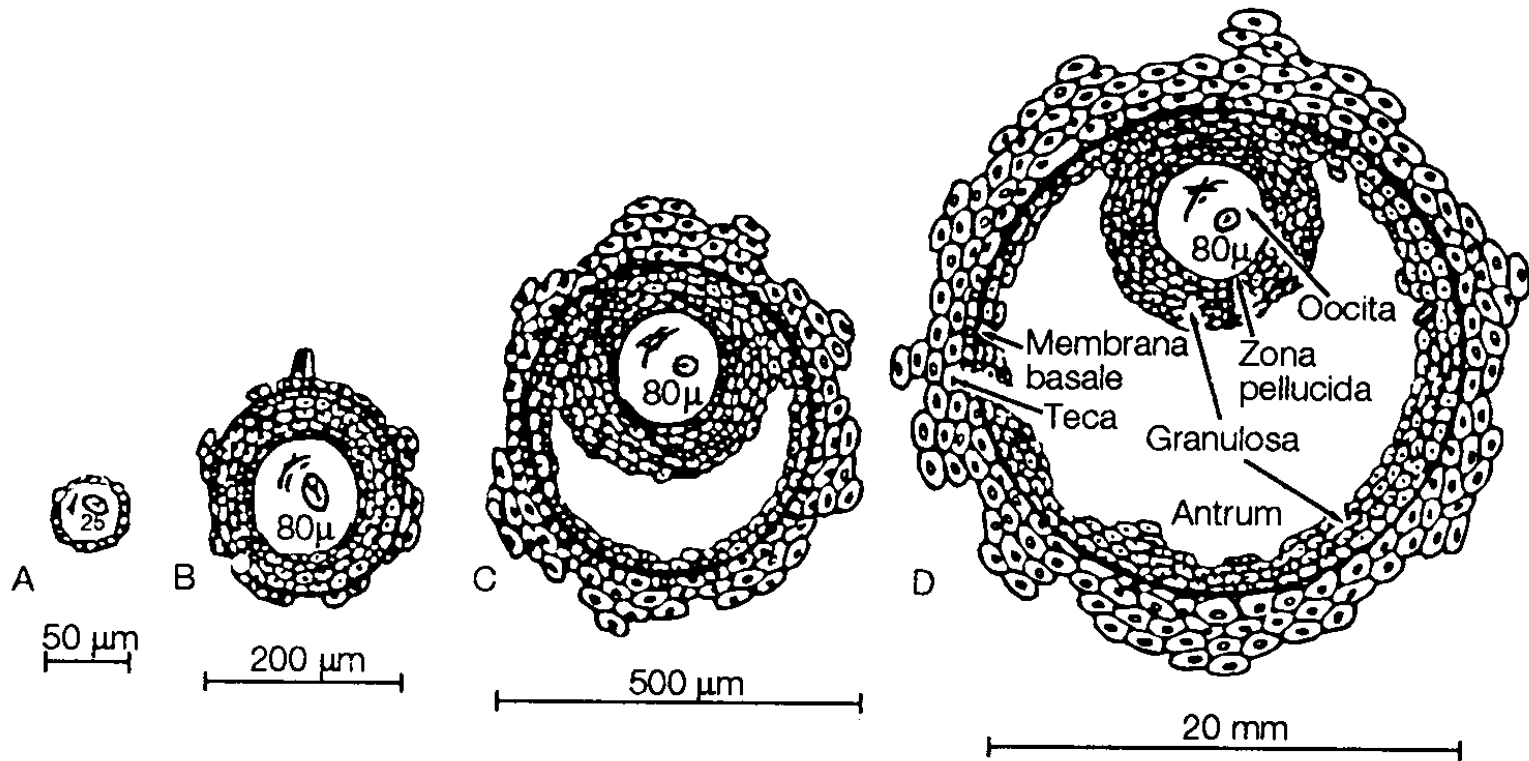 A
25
50 μm
B
80μ
200 μm
C
80μ
500 μm
D
80μ
Oocita
Membrana
basale
Zona
pellucida
Teca
Granulosa
Antrum
20 mm